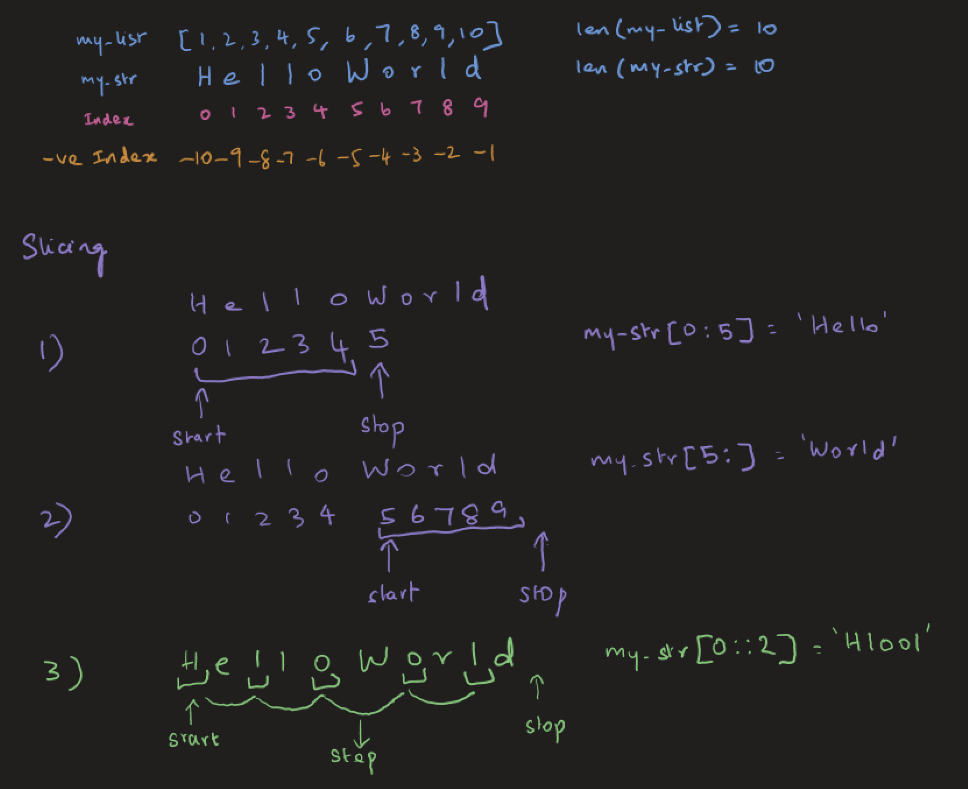 my-list [1, 2, 3, 4, 5, 6, 7, 8, 9, 10] len(my-list) = 10
my-str H e l l o W o r l d len(my-str) = 10
Index 0 1 2 3 4 5 6 7 8 9
-ve Index -10 -9 -8 -7 -6 -5 -4 -3 -2 -1
Slicing
H e l l o W o r l d
1) 0 1 2 3 4 5 my-str[0:5] = 'Hello'
start stop
H e l l o W o r l d my-str[5:] = 'World'
2) 0 1 2 3 4 5 6 7 8 9
start stop
3) H e l l o W o r l d my-str[0::2] = 'Hlool'
start step stop